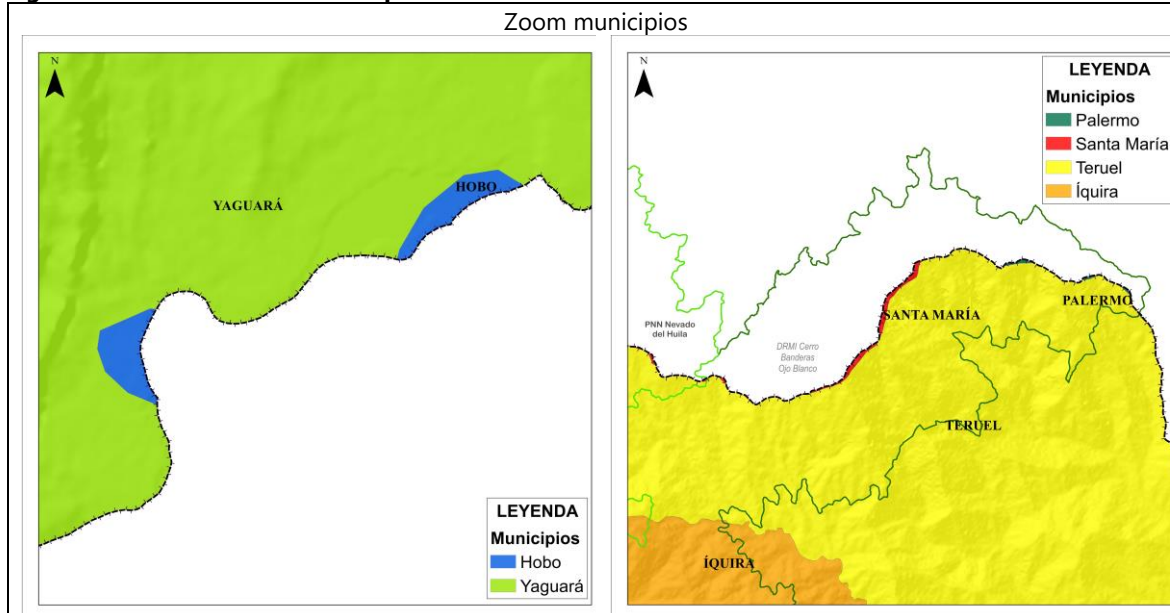 Zoom municipios
N
YAGUARÁ
HOBO
LEYENDA
Municipios
Hobo
Yaguará
N
LEYENDA
Municipios
Palermo
Santa María
Teruel
Íquira
PNN Nevado
del Huila
DRMI Cerro
Banderas
Ojo Blanco
SANTA MARÍA
PALERMO
TERUEL
ÍQUIRA